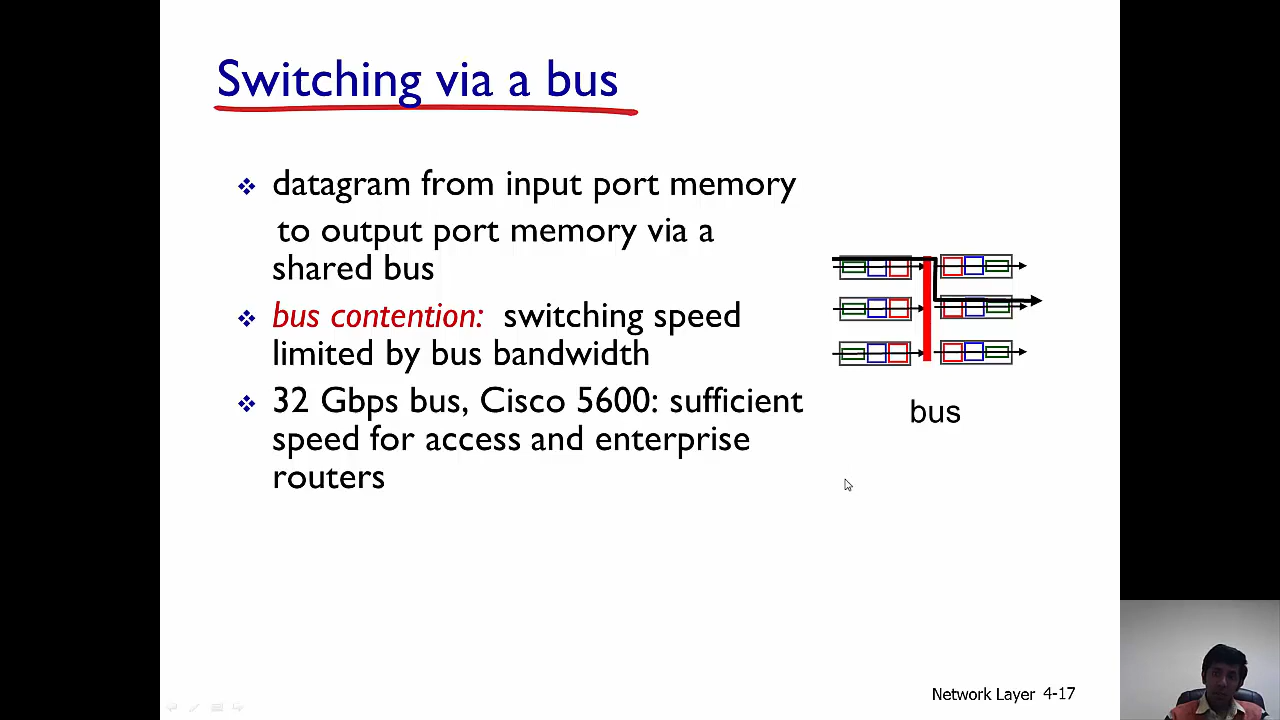 Switching via a bus
datagram from input port memory
to output port memory via a
shared bus
bus contention: switching speed
limited by bus bandwidth
32 Gbps bus, Cisco 5600: sufficient
speed for access and enterprise
routers
bus
Network Layer 4-17